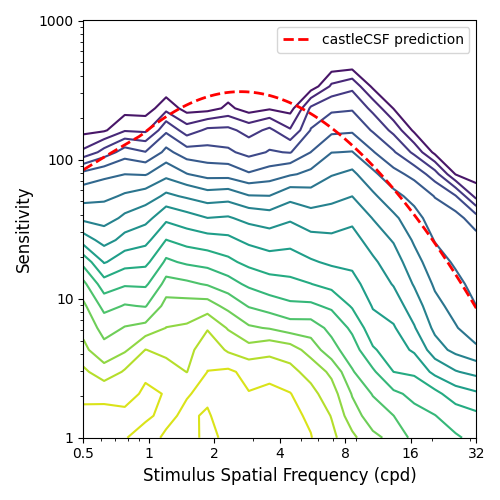 1000
castleCSF prediction
100
Sensitivity
10
1
0.5 1 2 4 8 16 32
Stimulus Spatial Frequency (cpd)